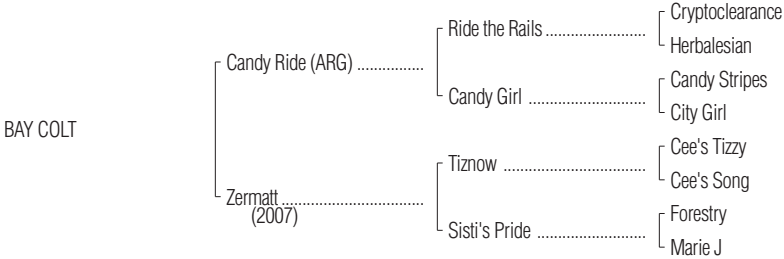 Cryptoclearance
Ride the Rails ..........................
Herbalesian
Candy Ride (ARG) .................
Candy Stripes
Candy Girl ..............................
City Girl
BAY COLT
Cee's Tizzy
Tiznow ....................................
Cee's Song
Zermatt ....................................
(2007)
Forestry
Sisti's Pride ............................
Marie J